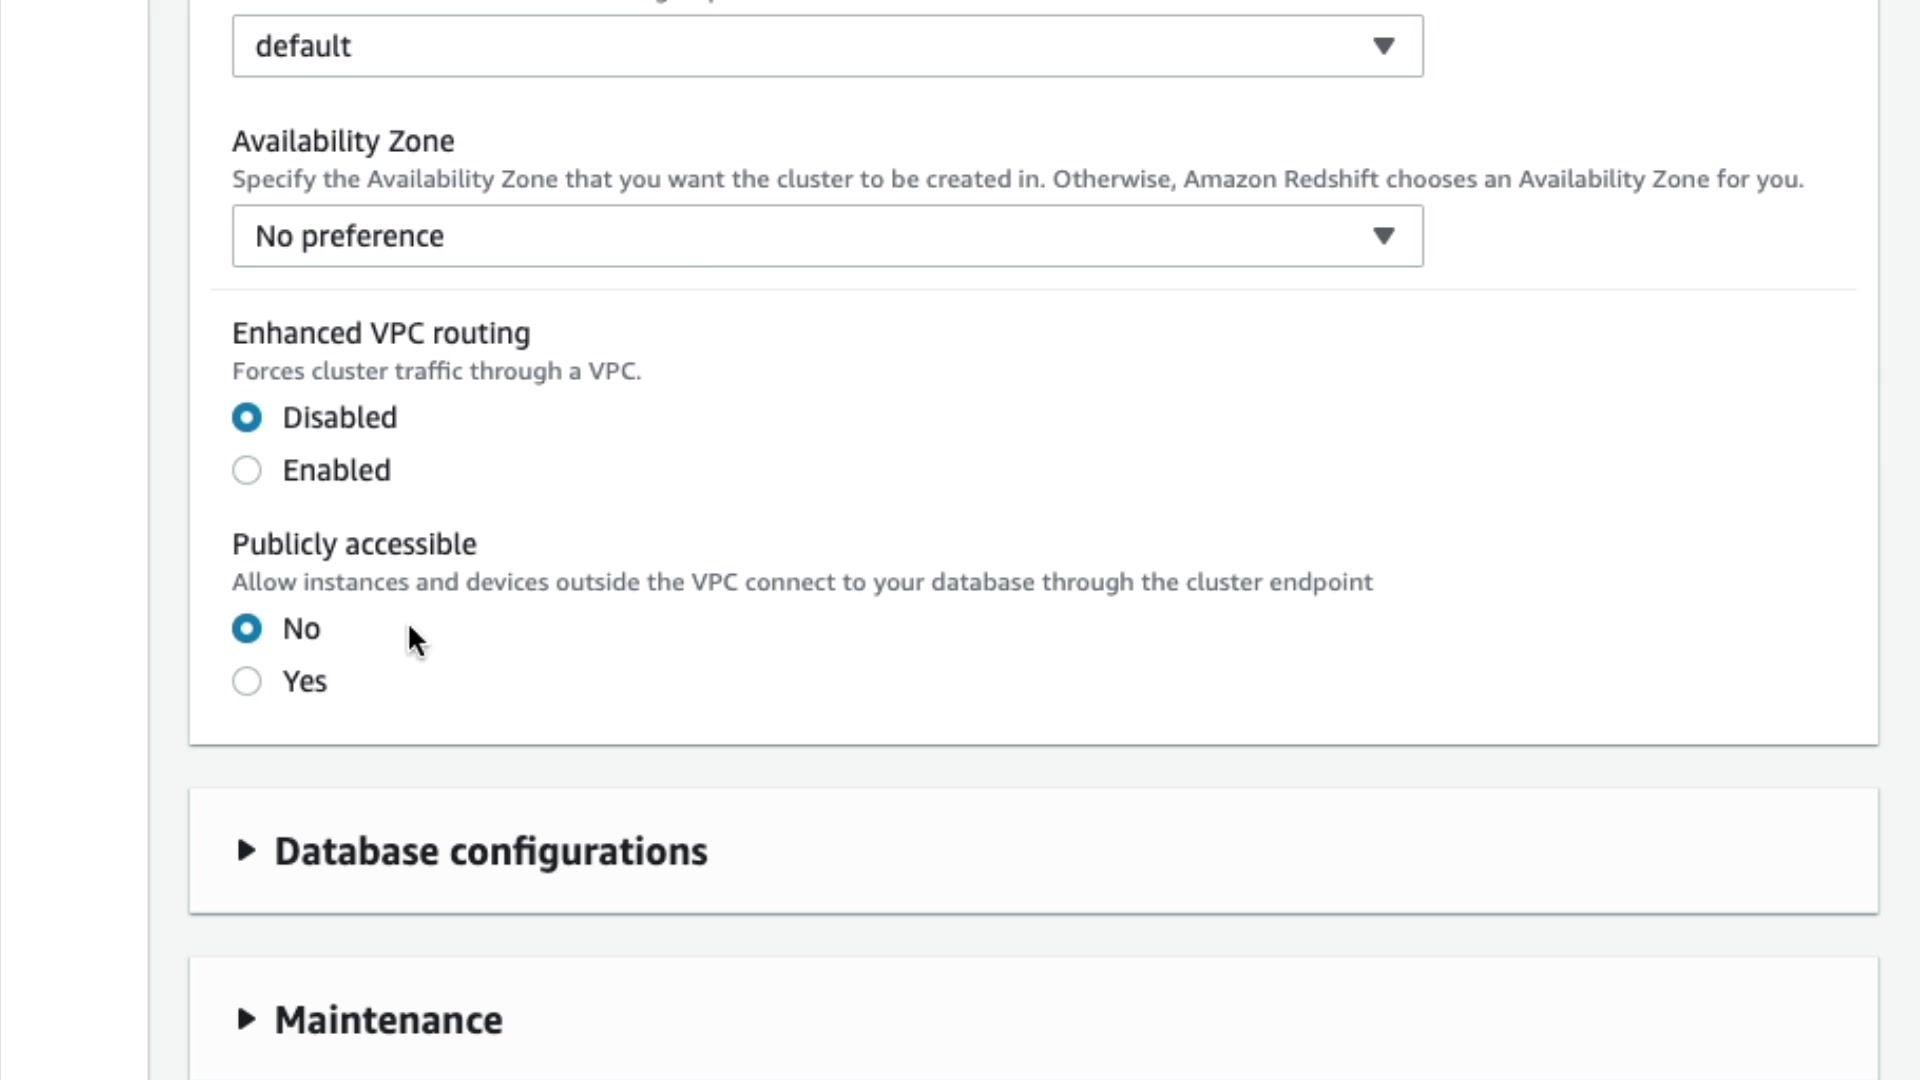 default
Availability Zone
Specify the Availability Zone that you want the cluster to be created in. Otherwise, Amazon Redshift chooses an Availability Zone for you.
No preference
Enhanced VPC routing
Forces cluster traffic through a VPC.
Disabled
Enabled
Publicly accessible
Allow instances and devices outside the VPC connect to your database through the cluster endpoint
No
Yes
Database configurations
Maintenance